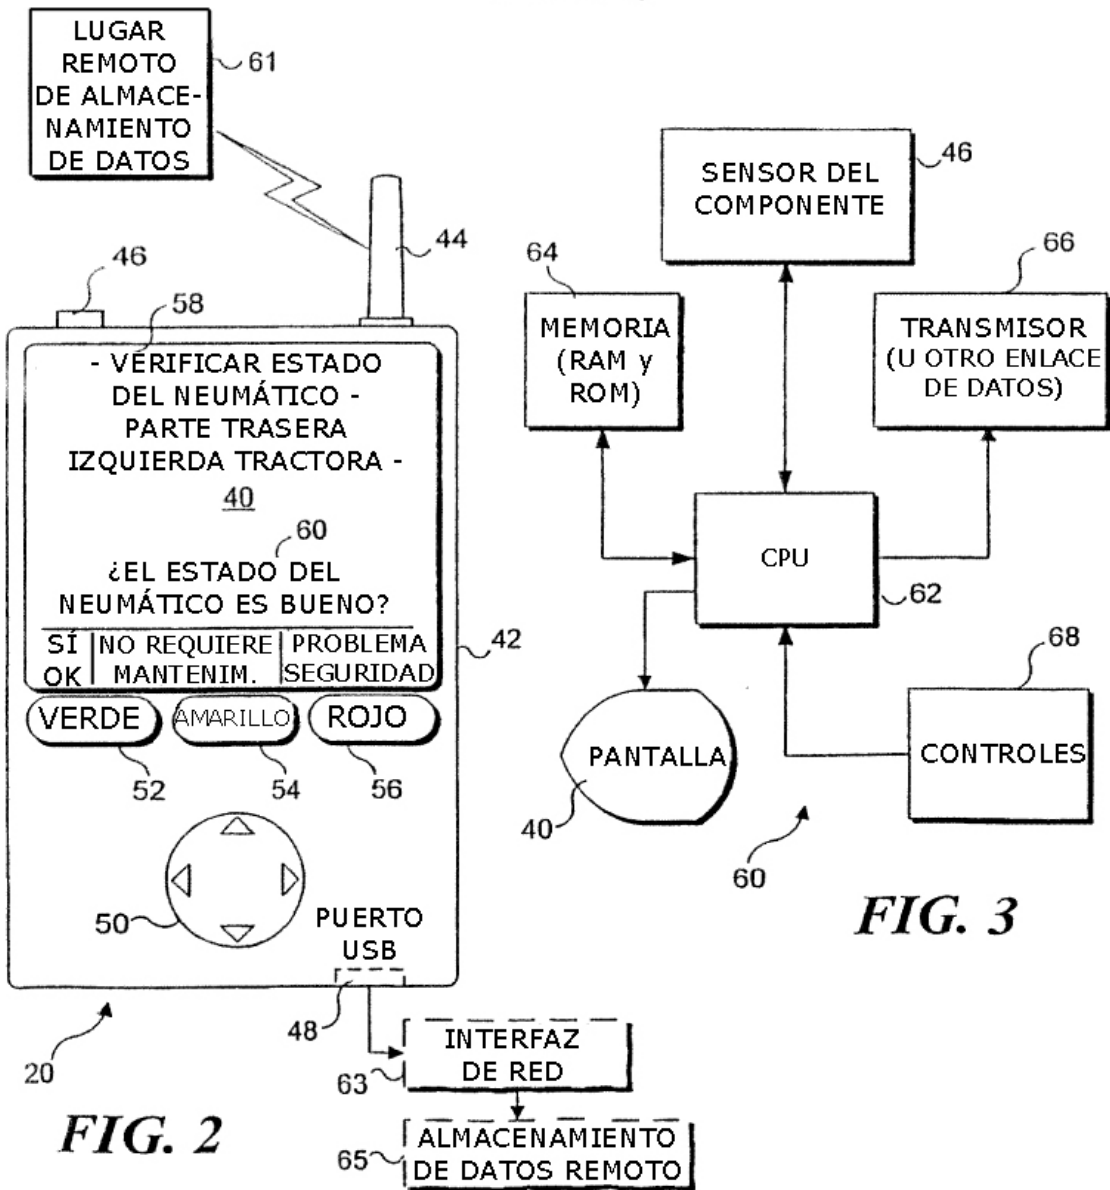 LUGAR
REMOTO
DE ALMACE-
NAMIENTO
DE DATOS
61
44
46
58
- VERIFICAR ESTADO
DEL NEUMÁTICO -
PARTE TRASERA
IZQUIERDA TRACTORA -
40
60
¿EL ESTADO DEL
NEUMÁTICO ES BUENO?
SÍ
OK
NO REQUIERE
MANTENIM.
PROBLEMA
SEGURIDAD
42
VERDE
AMARILLO
ROJO
52
54
56
50
PUERTO
USB
48
20
INTERFAZ
DE RED
63
ALMACENAMIENTO
DE DATOS REMOTO
65
FIG. 2
SENSOR DEL
COMPONENTE
46
64
MEMORIA
(RAM y
ROM)
66
TRANSMISOR
(U OTRO ENLACE
DE DATOS)
CPU
62
68
PANTALLA
40
CONTROLES
60
FIG. 3